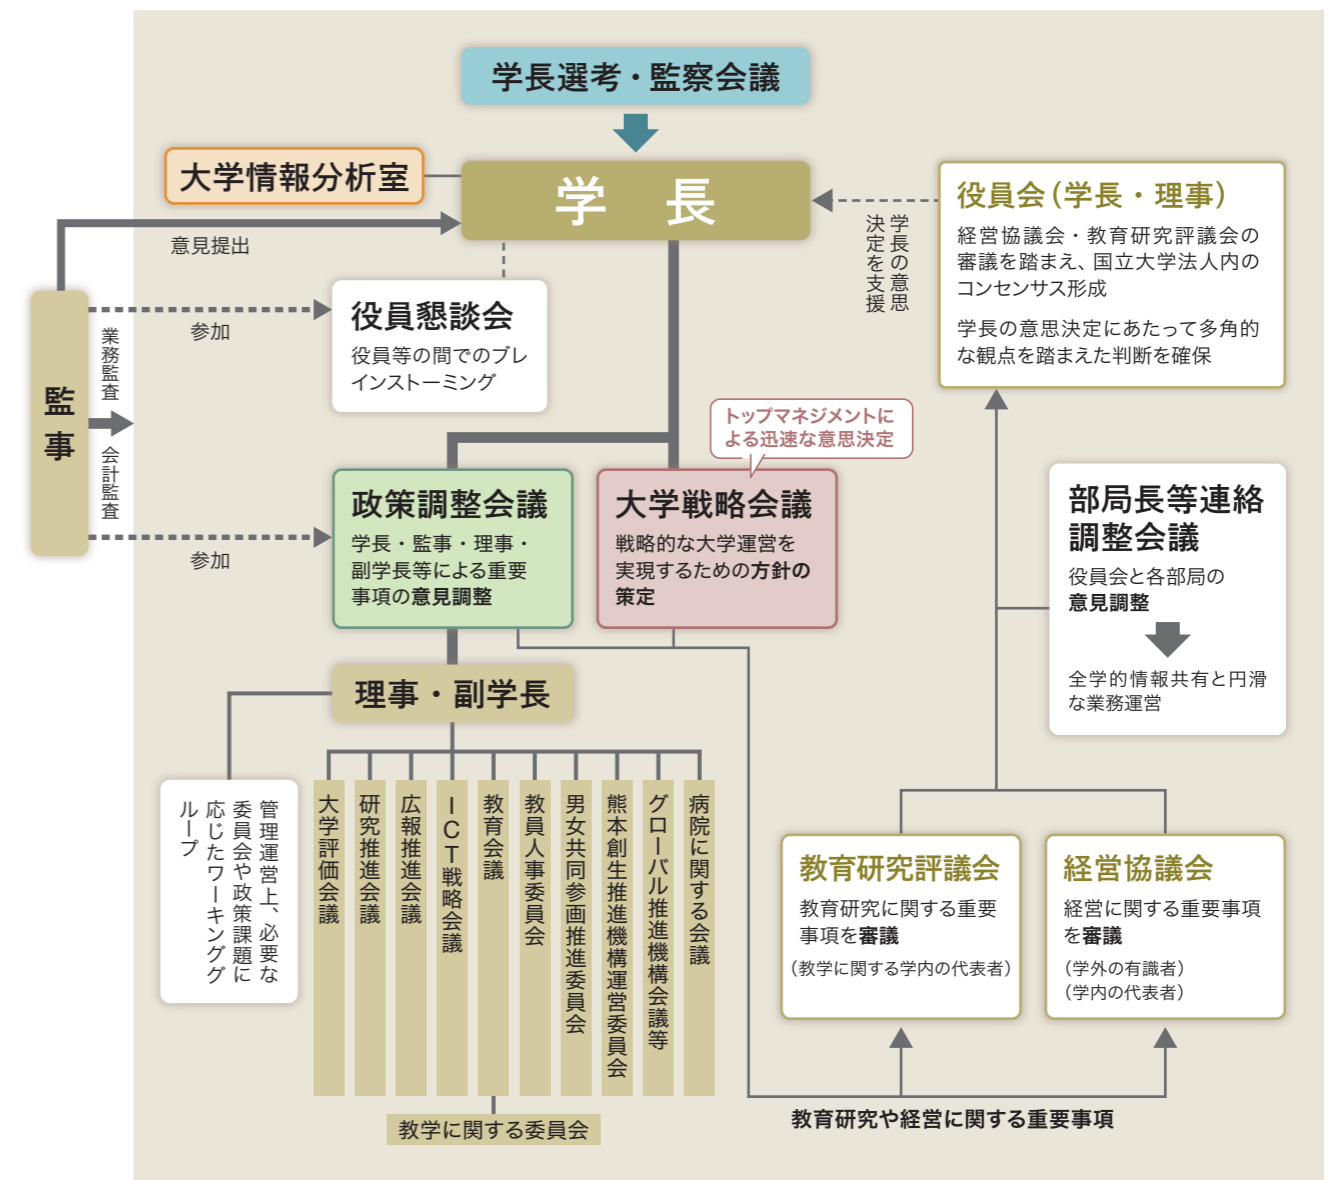 学長選考・監察会議
大学情報分析室
学 長
意見提出
監事
業務監査
会計監査
参加
参加
役員懇談会
役員等の間でのブレ
インストーミング
学長の意思
決定を支援
役員会(学長・理事)
経営協議会・教育研究評議会の
審議を踏まえ、国立大学法人内の
コンセンサス形成
学長の意思決定にあたって多角的
な観点を踏まえた判断を確保
トップマネジメントに
よる迅速な意思決定
政策調整会議
学長・監事・理事・
副学長等による重要
事項の意見調整
大学戦略会議
戦略的な大学運営を
実現するための方針の
策定
部局長等連絡
調整会議
役員会と各部局の
意見調整
全学的情報共有と円滑
な業務運営
理事・副学長
管理運営上、必要な
委員会や政策課題に
応じたワーキンググ
ループ
大学評価会議
研究推進会議
広報推進会議
ICT戦略会議
教育会議
教員人事委員会
男女共同参画推進委員会
熊本創生推進機構運営委員会
グローバル推進機構会議等
病院に関する会議
教学に関する委員会
教育研究評議会
教育研究に関する重要
事項を審議
(教学に関する学内の代表者)
経営協議会
経営に関する重要事項
を審議
(学外の有識者)
(学内の代表者)
教育研究や経営に関する重要事項